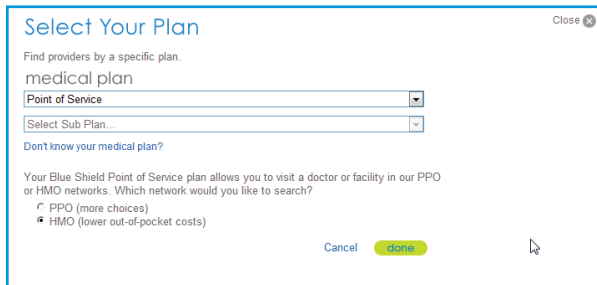 Select Your Plan
Close
Find providers by a specific plan.
medical plan
Point of Service
Select Sub Plan...
Don't know your medical plan?
Your Blue Shield Point of Service plan allows you to visit a doctor or facility in our PPO
or HMO networks. Which network would you like to search?
PPO (more choices)
HMO (lower out-of-pocket costs)
Cancel
done